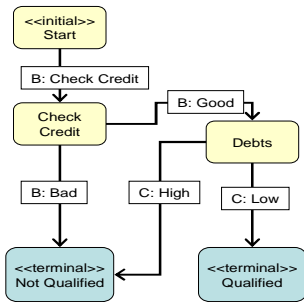 <<initial>>
Start
B: Check Credit
Check
Credit
B: Good
Debts
B: Bad
C: High
C: Low
<<terminal>>
Not Qualified
<<terminal>>
Qualified